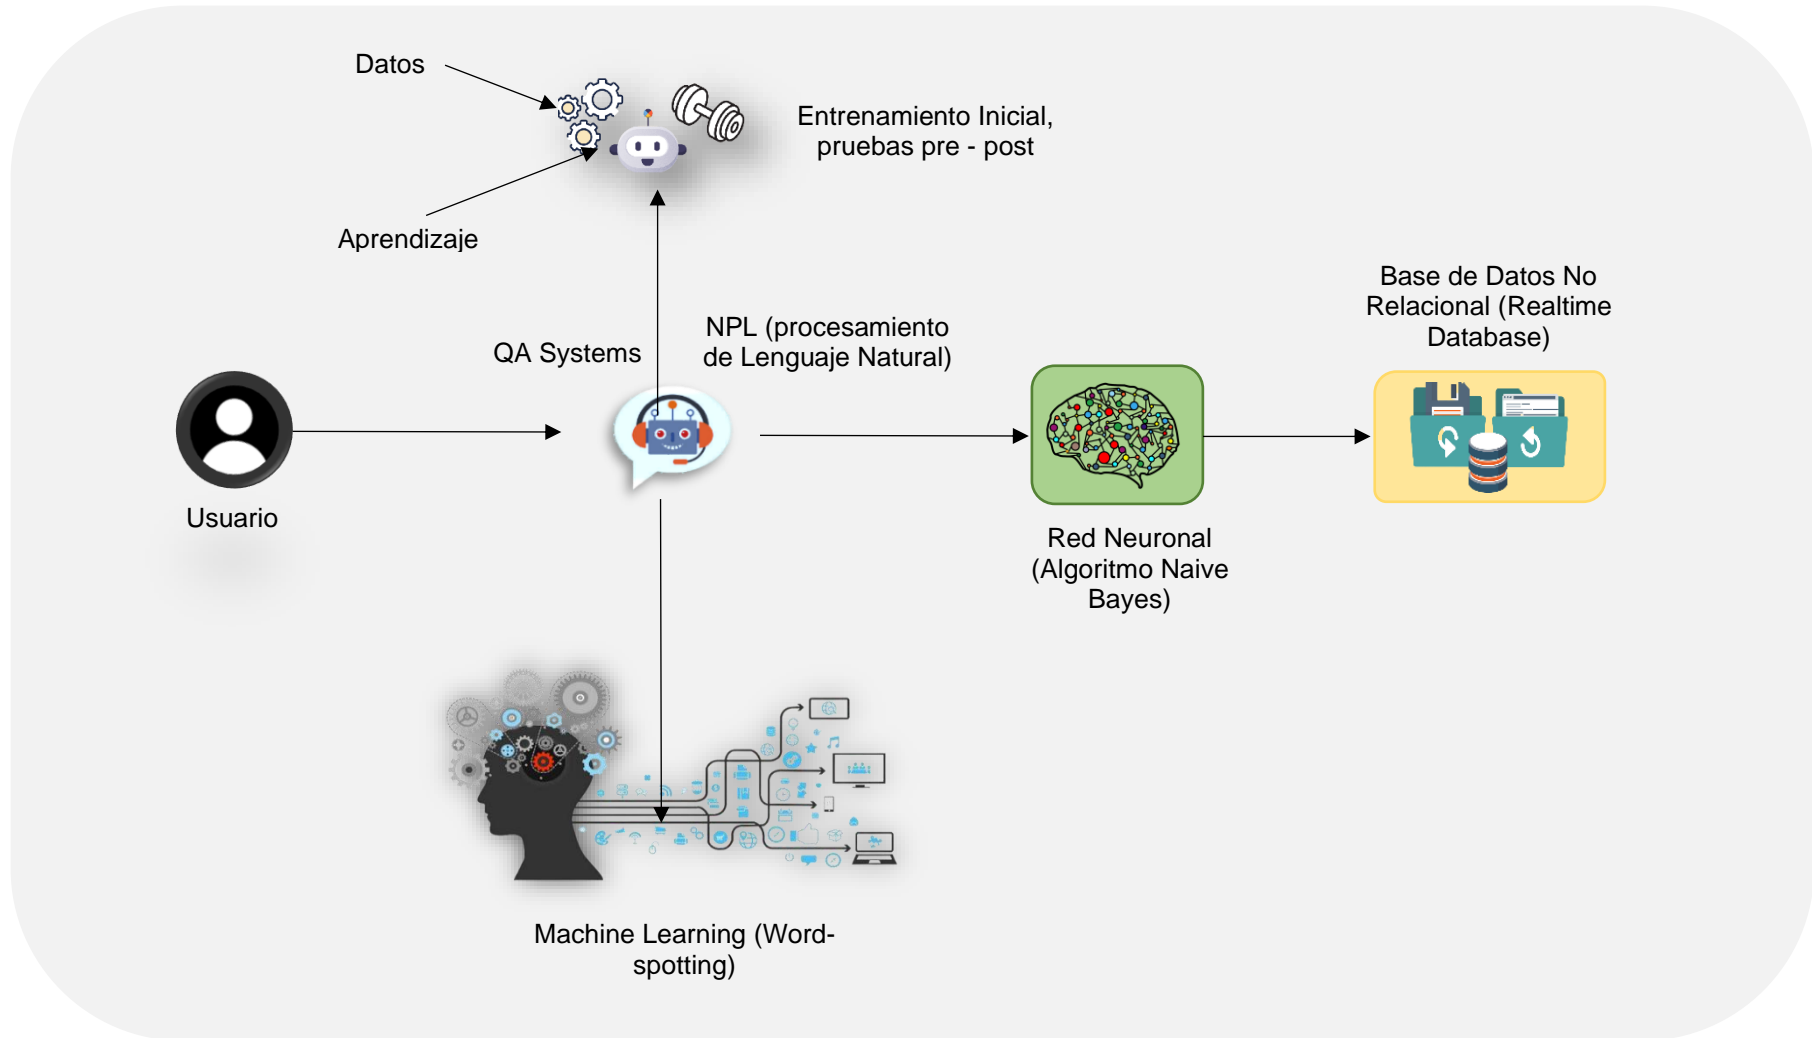 Datos
Entrenamiento Inicial,
pruebas pre - post
Aprendizaje
Base de Datos No
Relacional (Realtime
Database)
NPL (procesamiento
de Lenguaje Natural)
QA Systems
Usuario
Red Neuronal
(Algoritmo Naive
Bayes)
Machine Learning (Word-
spotting)